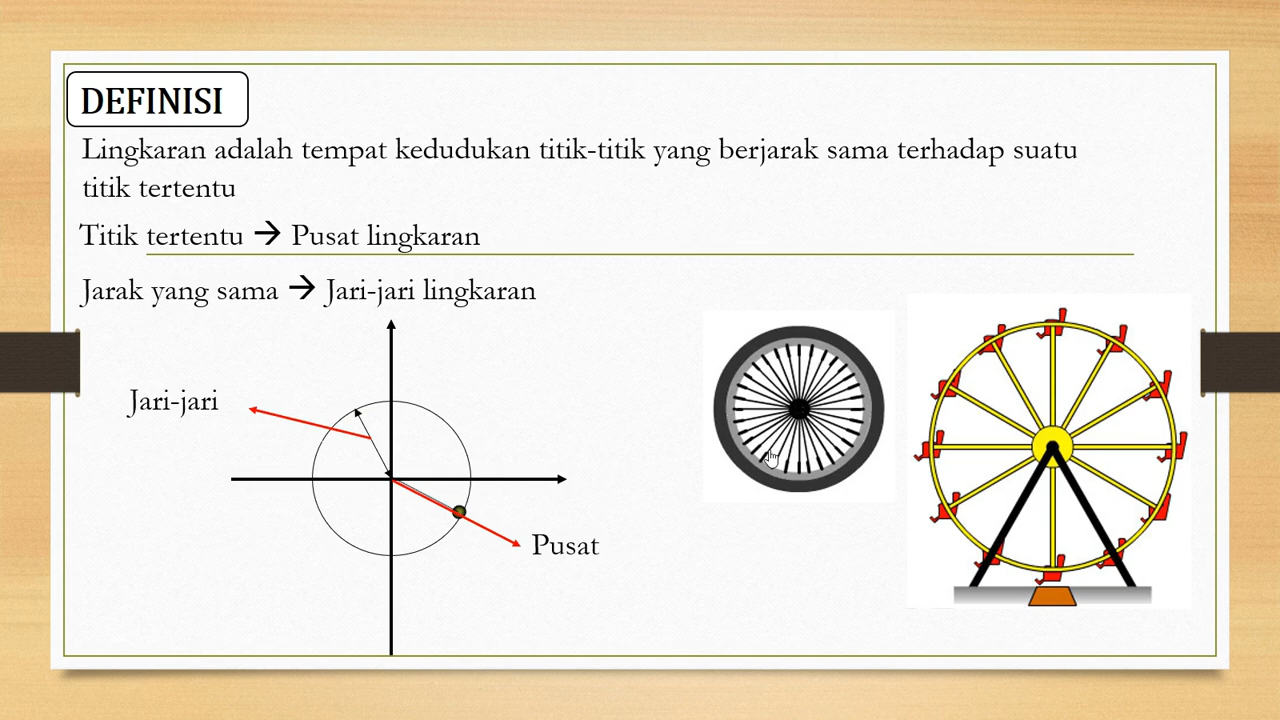 DEFINISI
Lingkaran adalah tempat kedudukan titik-titik yang berjarak sama terhadap suatu
titik tertentu
Titik tertentu → Pusat lingkaran
Jarak yang sama → Jari-jari lingkaran
Jari-jari
Pusat